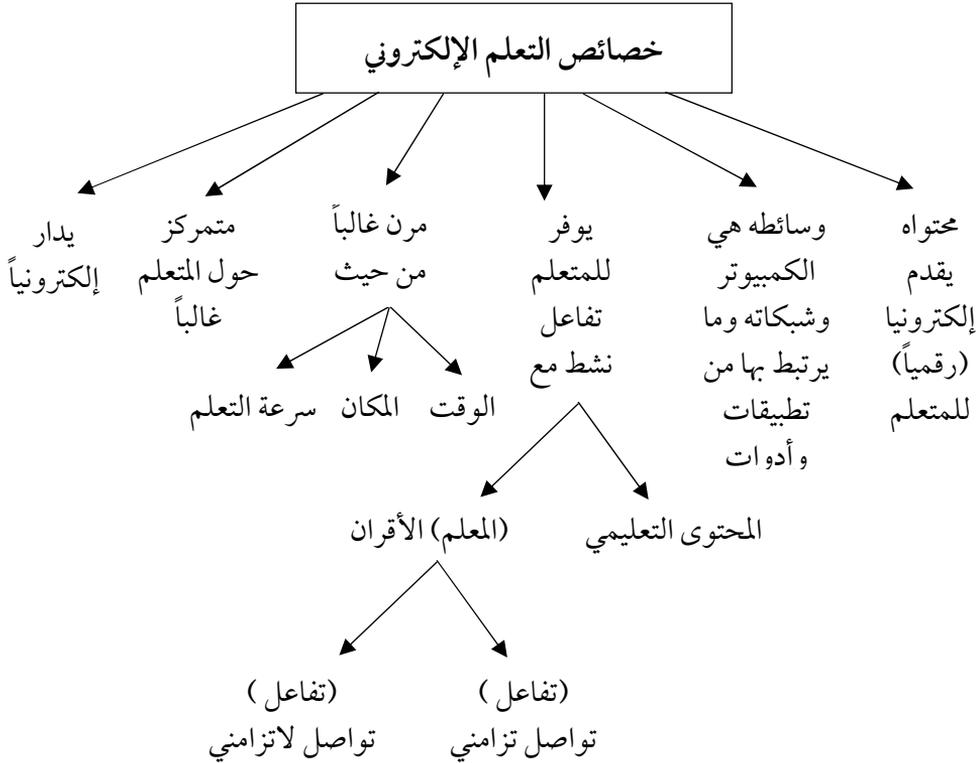 خصائص التعلم الإلكتروني
محتواه
يقدم
إلكترونيا
(رقمياً)
للمتعلم
وسائطه هي
الكمبيوتر
وشبكاته وما
يرتبط بها من
تطبيقات
وأدوات
يوفر
للمتعلم
تفاعل
نشط مع
المحتوى التعليمي
(المعلم) الأقران
(تفاعل)
تواصل تزامني
(تفاعل)
تواصل لاتزامني
مرن غالباً
من حيث
الوقت
المكان
سرعة التعلم
متمركز
حول المتعلم
غالباً
يدار
إلكترونياً